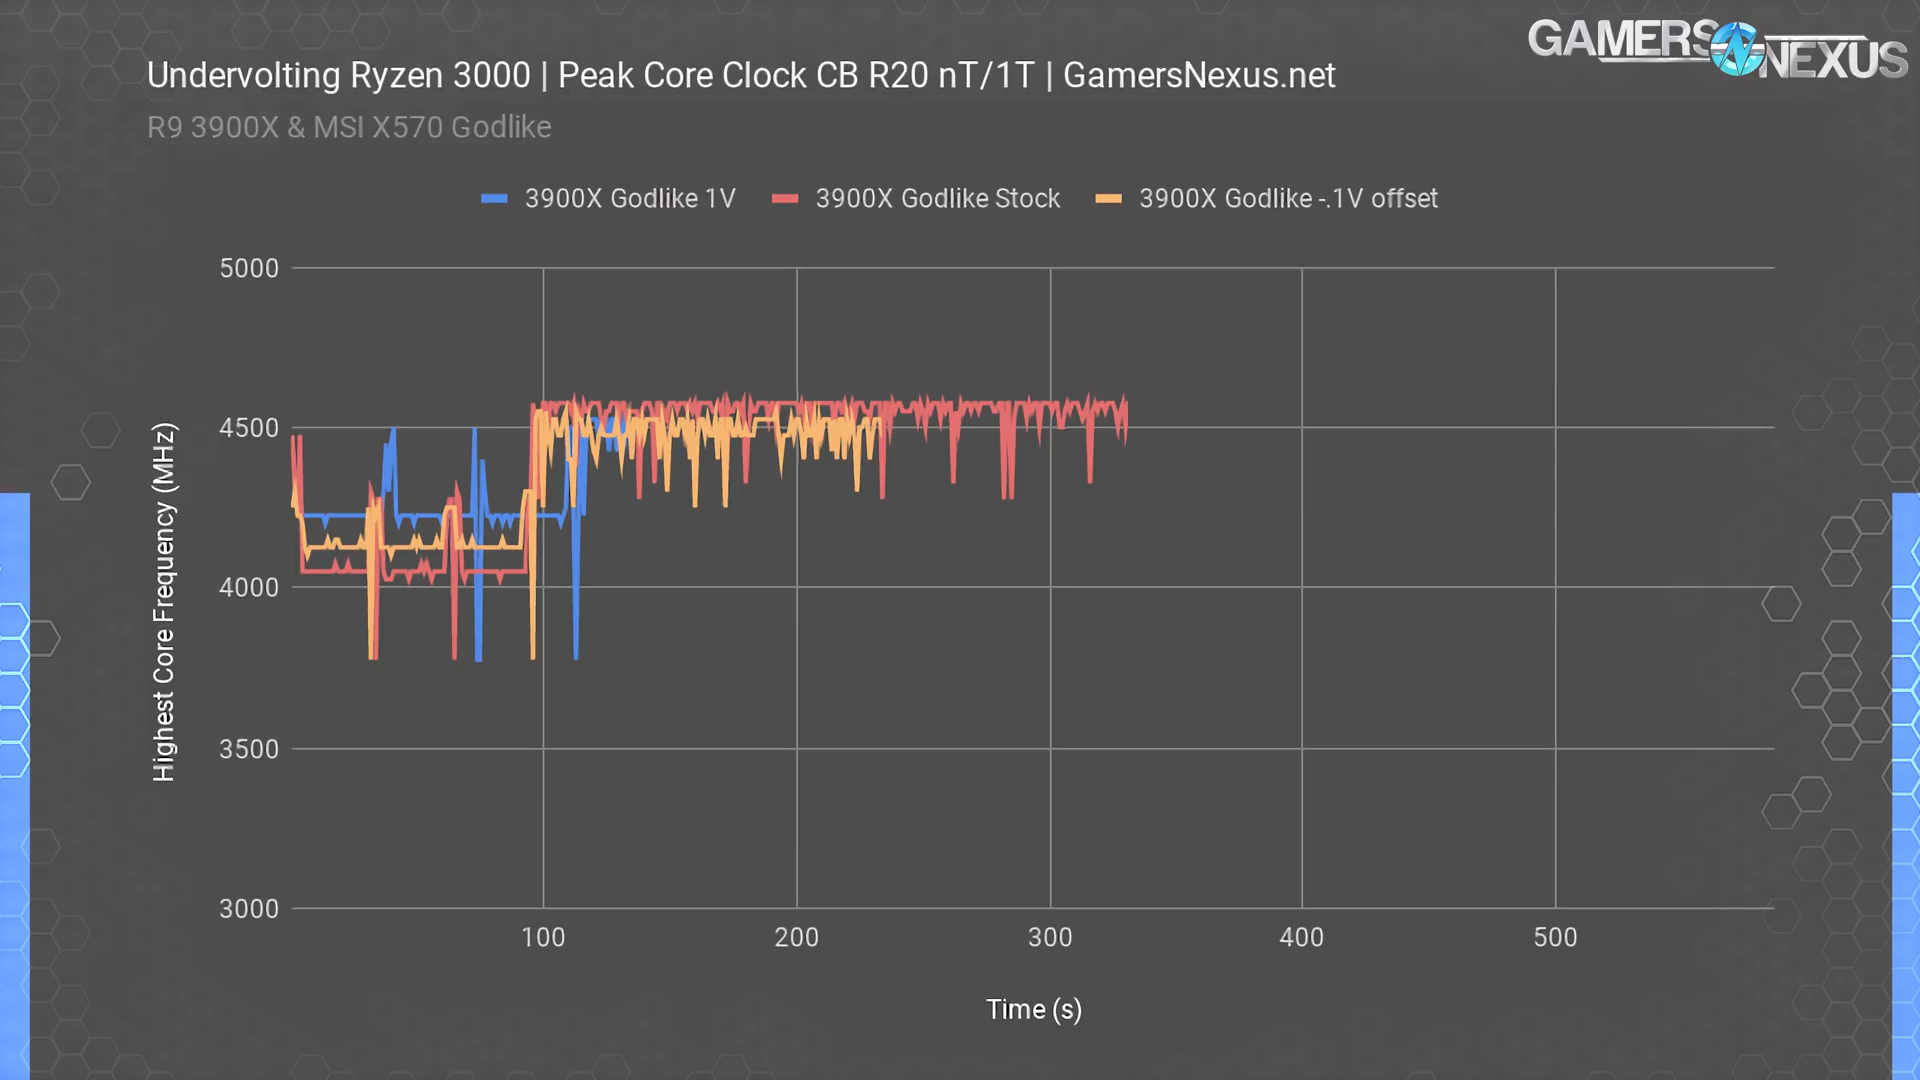 GAMERS NEXUS
Undervolting Ryzen 3000 | Peak Core Clock CB R20 nT/1T | GamersNexus.net
R9 3900X & MSI X570 Godlike
3900X Godlike 1V 3900X Godlike Stock 3900X Godlike -.1V offset
Highest Core Frequency (MHz)
5000
4500
4000
3500
3000
100 200 300 400 500
Time (s)